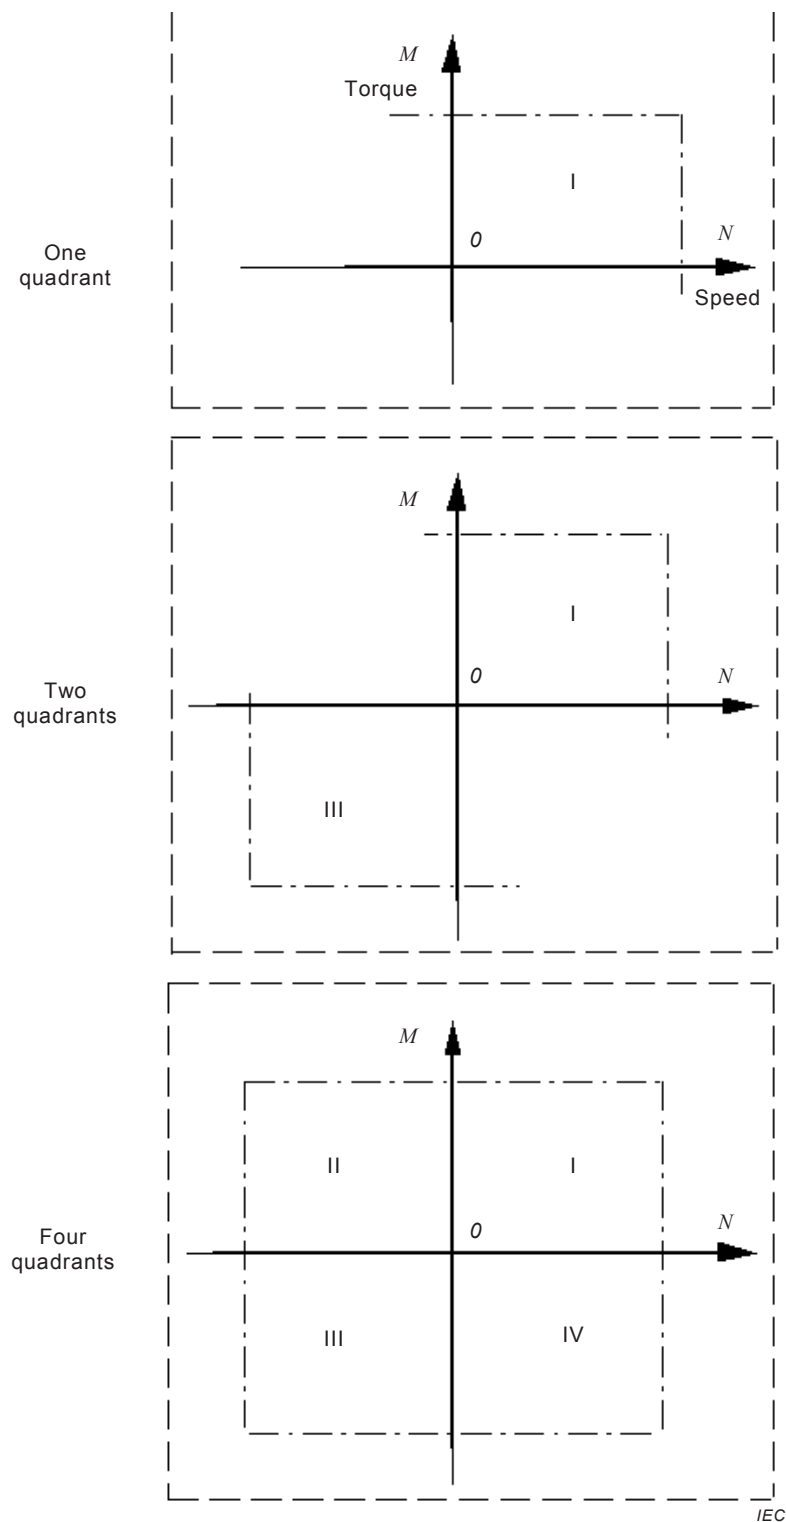 M
Torque
I
One
quadrant
0
N
Speed
M
I
Two
quadrants
0
N
III
M
II
I
Four
quadrants
0
N
III
IV
IEC